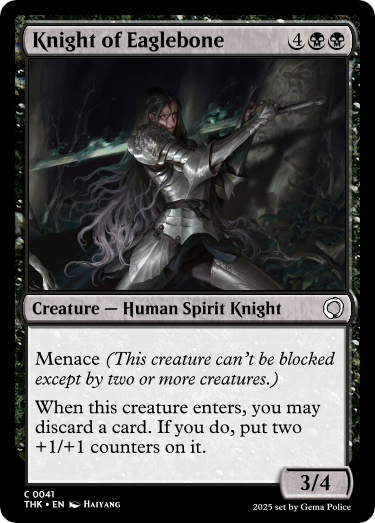 Knight of Eaglebone 4
Creature — Human Spirit Knight
Menace (This creature can't be blocked
except by two or more creatures.)
When this creature enters, you may
discard a card. If you do, put two
+1/+1 counters on it.
3/4
C 0041
THK • EN HAIYANG
2025 set by Gema Police